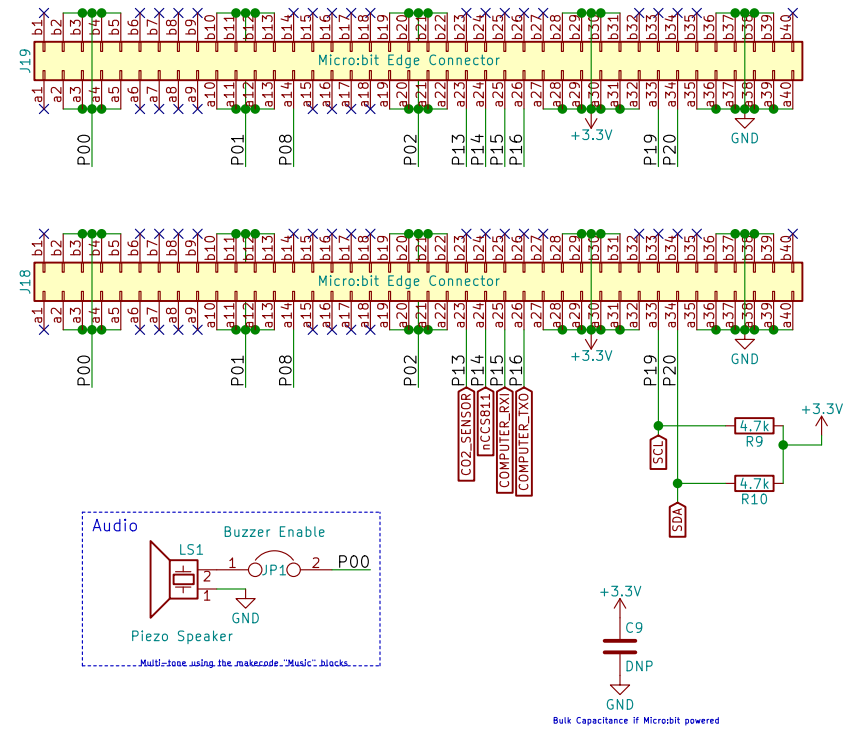 b1 b2 b3 b4 b5 b6 b7 b8 b9 b10 b11 b12 b13 b14 b15 b16 b17 b18 b19 b20 b21 b22 b23 b24 b25 b26 b27 b28 b29 b30 b31 b32 b33 b34 b35 b36 b37 b38 b39 b40
J19
Micro:bit Edge Connector
a1 a2 a3 a4 a5 a6 a7 a8 a9 a10 a11 a12 a13 a14 a15 a16 a17 a18 a19 a20 a21 a22 a23 a24 a25 a26 a27 a28 a29 a30 a31 a32 a33 a34 a35 a36 a37 a38 a39 a40
P00 P01 P08 P02 P13 P14 P15 P16 +3.3V P19 P20 GND
b1 b2 b3 b4 b5 b6 b7 b8 b9 b10 b11 b12 b13 b14 b15 b16 b17 b18 b19 b20 b21 b22 b23 b24 b25 b26 b27 b28 b29 b30 b31 b32 b33 b34 b35 b36 b37 b38 b39 b40
J18
Micro:bit Edge Connector
a1 a2 a3 a4 a5 a6 a7 a8 a9 a10 a11 a12 a13 a14 a15 a16 a17 a18 a19 a20 a21 a22 a23 a24 a25 a26 a27 a28 a29 a30 a31 a32 a33 a34 a35 a36 a37 a38 a39 a40
P00 P01 P08 P02 P13 P14 P15 P16 +3.3V P19 P20 GND
CO2_SENSOR
nCCS811
COMPUTER_RXI
COMPUTER_TXO
SCL
SDA
4.7k
R9
4.7k
R10
+3.3V
Audio
Buzzer Enable
LS1
1
JP1
2
P00
2
1
GND
Piezo Speaker
Multi-tone using the makecode "Music" blocks
+3.3V
C9
DNP
GND
Bulk Capacitance if Micro:bit powered